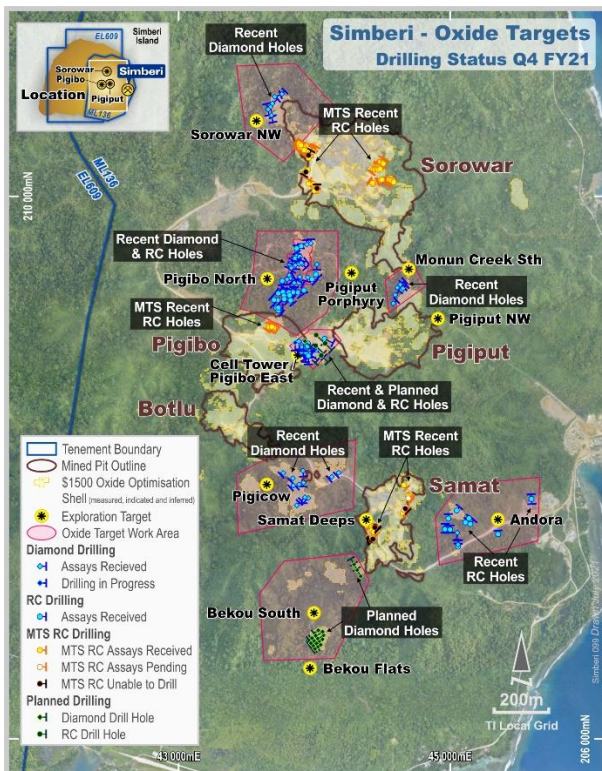 Simberi - Oxide Targets
Drilling Status Q4 FY21
EL609
Simberi
Island
Sorowar
Pigibo
Simberi
Location
Pigiput
ML136
Recent
Diamond Holes
Sorowar NW
MTS Recent
RC Holes
Sorowar
ML136
EL609
210 000mN
Recent Diamond
& RC Holes
Pigibo North
Pigiput
Porphyry
Monun Creek Sth
Recent
Diamond Holes
MTS Recent
RC Holes
Pigiput NW
Pigibo
Pigiput
Cell Tower/
Pigibo East
Recent & Planned
Diamond & RC Holes
Botlu
Recent
Diamond Holes
MTS Recent
RC Holes
Pigicow
Samat
Samat Deeps
Andora
Recent
RC Holes
Bekou South
Planned
Diamond Holes
Bekou Flats
Tenement Boundary
Mined Pit Outline
$1500 Oxide Optimisation
Shell (measured, indicated and inferred)
Exploration Target
Oxide Target Work Area
Diamond Drilling
Assays Recieved
Drilling in Progress
RC Drilling
Assays Received
MTS RC Drilling
MTS RC Assays Received
MTS RC Assays Pending
MTS RC Unable to Drill
Planned Drilling
Diamond Drill Hole
RC Drill Hole
200m
TI Local Grid
Simberi 099 Drawn July 2021
43 000mE
45 000mE
206 000mN